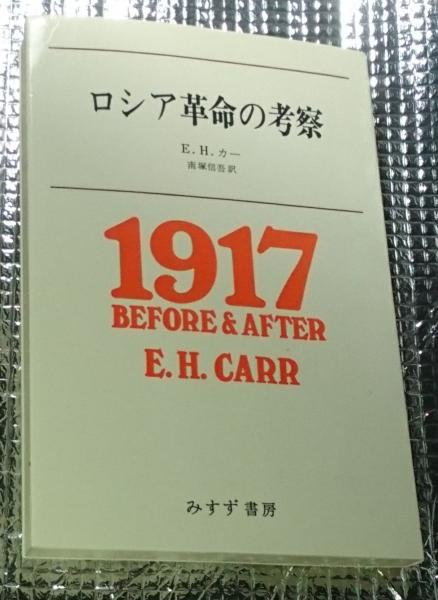 ロシア革命の考察
E. H. カー
南塚信吾訳
1917
BEFORE & AFTER
E. H. CARR
みすず書房